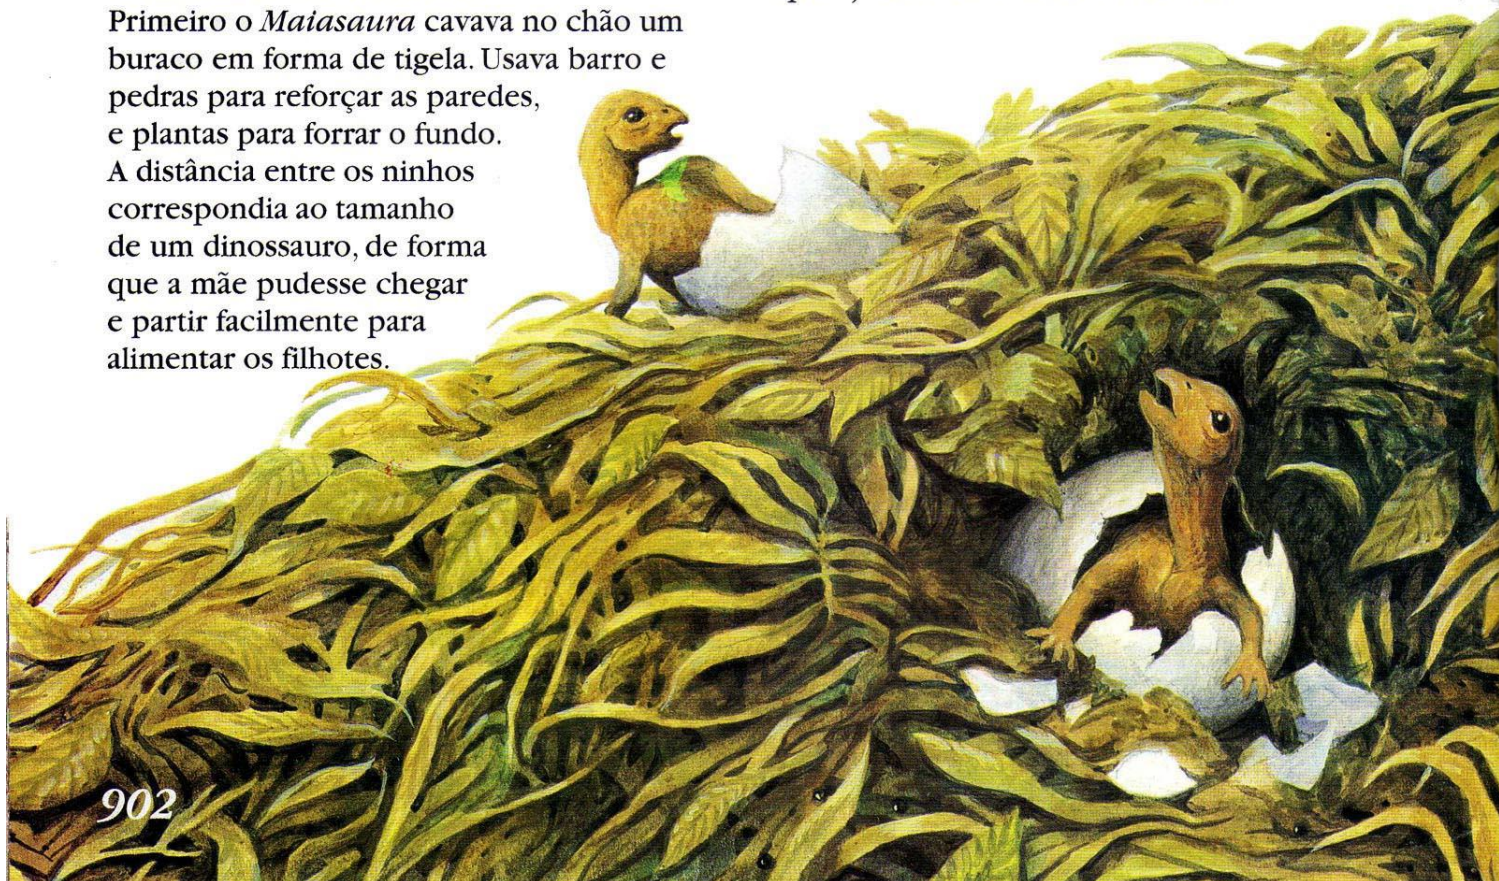 Primeiro o Maiasaura cavava no chão um
buraco em forma de tigela. Usava barro e
pedras para reforçar as paredes,
e plantas para forrar o fundo.
A distância entre os ninhos
correspondia ao tamanho
de um dinossauro, de forma
que a mãe pudesse chegar
e partir facilmente para
alimentar os filhotes.
902